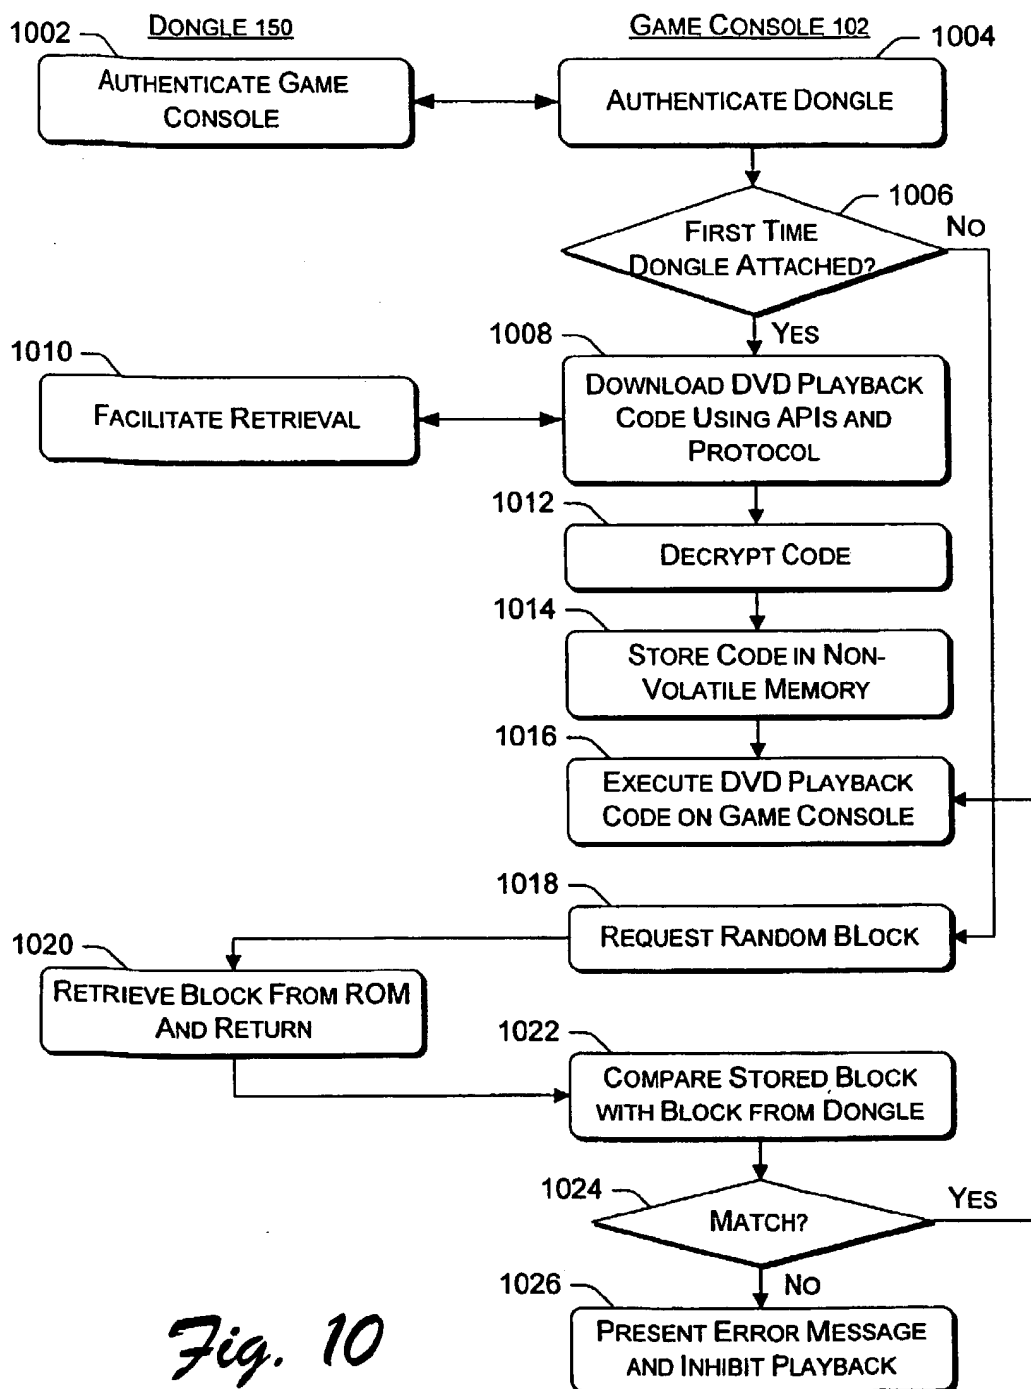 DONGLE 150
GAME CONSOLE 102
1002
1004
AUTHENTICATE GAME
CONSOLE
AUTHENTICATE DONGLE
1006
FIRST TIME
DONGLE ATTACHED?
NO
YES
1008
1010
DOWNLOAD DVD PLAYBACK
CODE USING APIS AND
PROTOCOL
FACILITATE RETRIEVAL
1012
DECRYPT CODE
1014
STORE CODE IN NON-
VOLATILE MEMORY
1016
EXECUTE DVD PLAYBACK
CODE ON GAME CONSOLE
1018
REQUEST RANDOM BLOCK
1020
RETRIEVE BLOCK FROM ROM
AND RETURN
1022
COMPARE STORED BLOCK
WITH BLOCK FROM DONGLE
1024
MATCH?
YES
NO
1026
PRESENT ERROR MESSAGE
AND INHIBIT PLAYBACK
Fig. 10